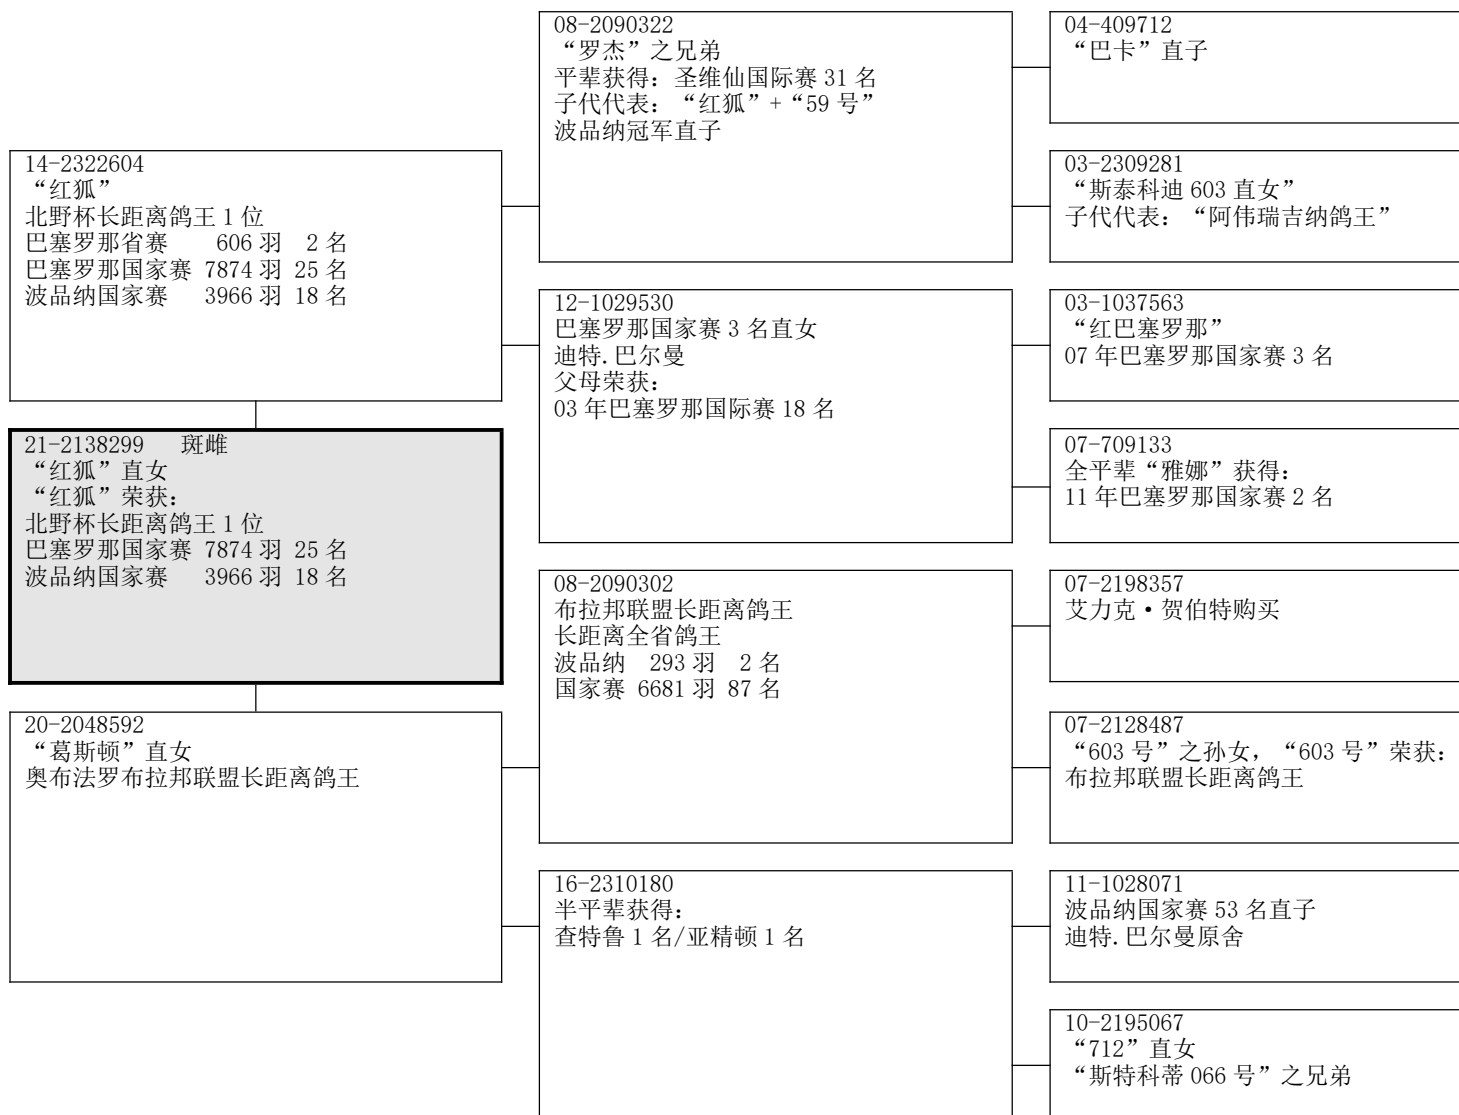 14-2322604
“红狐”
北野杯长距离鸽王 1 位
巴塞罗那省赛 606 羽 2 名
巴塞罗那国家赛 7874 羽 25 名
波品纳国家赛 3966 羽 18 名
21-2138299 斑雌
“红狐”直女
“红狐”荣获：
北野杯长距离鸽王 1 位
巴塞罗那国家赛 7874 羽 25 名
波品纳国家赛 3966 羽 18 名
20-2048592
“葛斯顿”直女
奥布法罗布拉邦联盟长距离鸽王
08-2090322
“罗杰”之兄弟
平辈获得：圣维仙国际赛 31 名
子代代表：“红狐”+“59 号”
波品纳冠军直子
12-1029530
巴塞罗那国家赛 3 名直女
迪特.巴尔曼
父母荣获：
03 年巴塞罗那国际赛 18 名
08-2090302
布拉邦联盟长距离鸽王
长距离全省鸽王
波品纳 293 羽 2 名
国家赛 6681 羽 87 名
16-2310180
半平辈获得：
查特鲁 1 名/亚精顿 1 名
04-409712
“巴卡”直子
03-2309281
“斯泰科迪 603 直女”
子代代表：“阿伟瑞吉纳鸽王”
03-1037563
“红巴塞罗那”
07 年巴塞罗那国家赛 3 名
07-709133
全平辈“雅娜”获得：
11 年巴塞罗那国家赛 2 名
07-2198357
艾力克·贺伯特购买
07-2128487
“603 号”之孙女，“603 号”荣获：
布拉邦联盟长距离鸽王
11-1028071
波品纳国家赛 53 名直子
迪特.巴尔曼原舍
10-2195067
“712”直女
“斯特科蒂 066 号”之兄弟